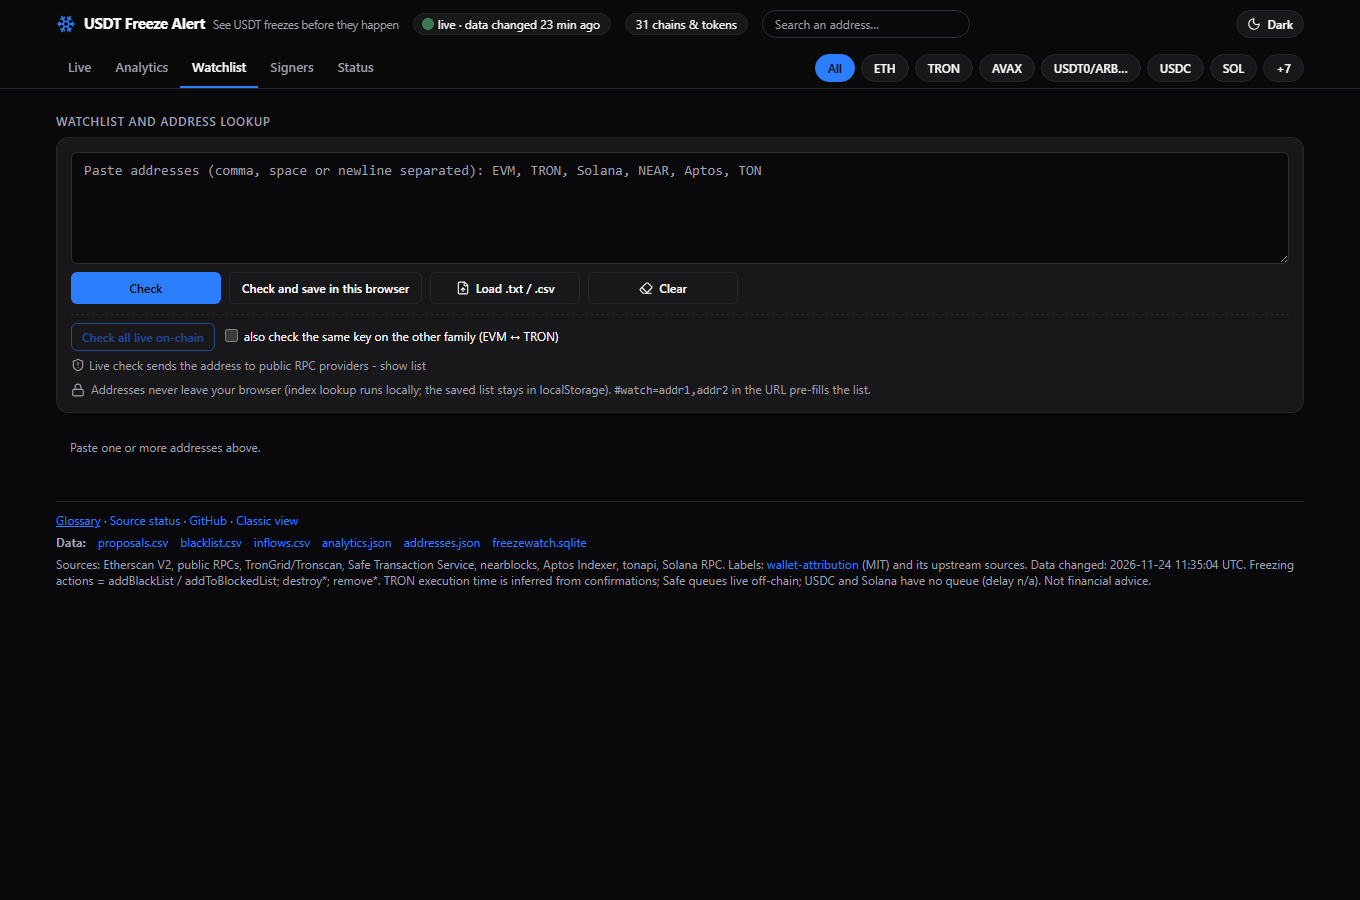 USDT Freeze Alert See USDT freezes before they happen live · data changed 23 min ago 31 chains & tokens Search an address... Dark
Live Analytics Watchlist Signers Status All ETH TRON AVAX USDT0/ARB... USDC SOL +7
WATCHLIST AND ADDRESS LOOKUP
Paste addresses (comma, space or newline separated): EVM, TRON, Solana, NEAR, Aptos, TON
Check Check and save in this browser Load .txt / .csv Clear
Check all live on-chain also check the same key on the other family (EVM ↔ TRON)
Live check sends the address to public RPC providers - show list
Addresses never leave your browser (index lookup runs locally; the saved list stays in localStorage). #watch=addr1,addr2 in the URL pre-fills the list.
Paste one or more addresses above.
Glossary · Source status · GitHub · Classic view
Data: proposals.csv blacklist.csv inflows.csv analytics.json addresses.json freezewatch.sqlite
Sources: Etherscan V2, public RPCs, TronGrid/Tronscan, Safe Transaction Service, nearblocks, Aptos Indexer, tonapi, Solana RPC. Labels: wallet-attribution (MIT) and its upstream sources. Data changed: 2026-11-24 11:35:04 UTC. Freezing
actions = addBlackList / addToBlockedList; destroy*; remove*. TRON execution time is inferred from confirmations; Safe queues live off-chain; USDC and Solana have no queue (delay n/a). Not financial advice.